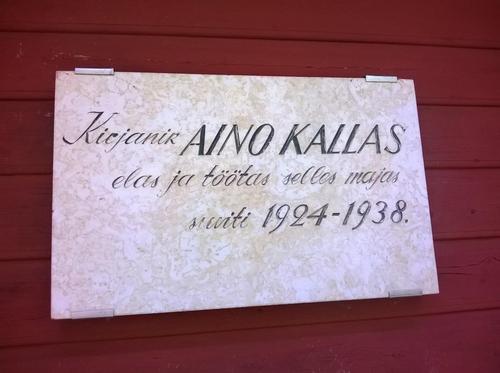 Kirjanik AINO KALLAS
elas ja töötas selles majas
suviti 1924-1938.